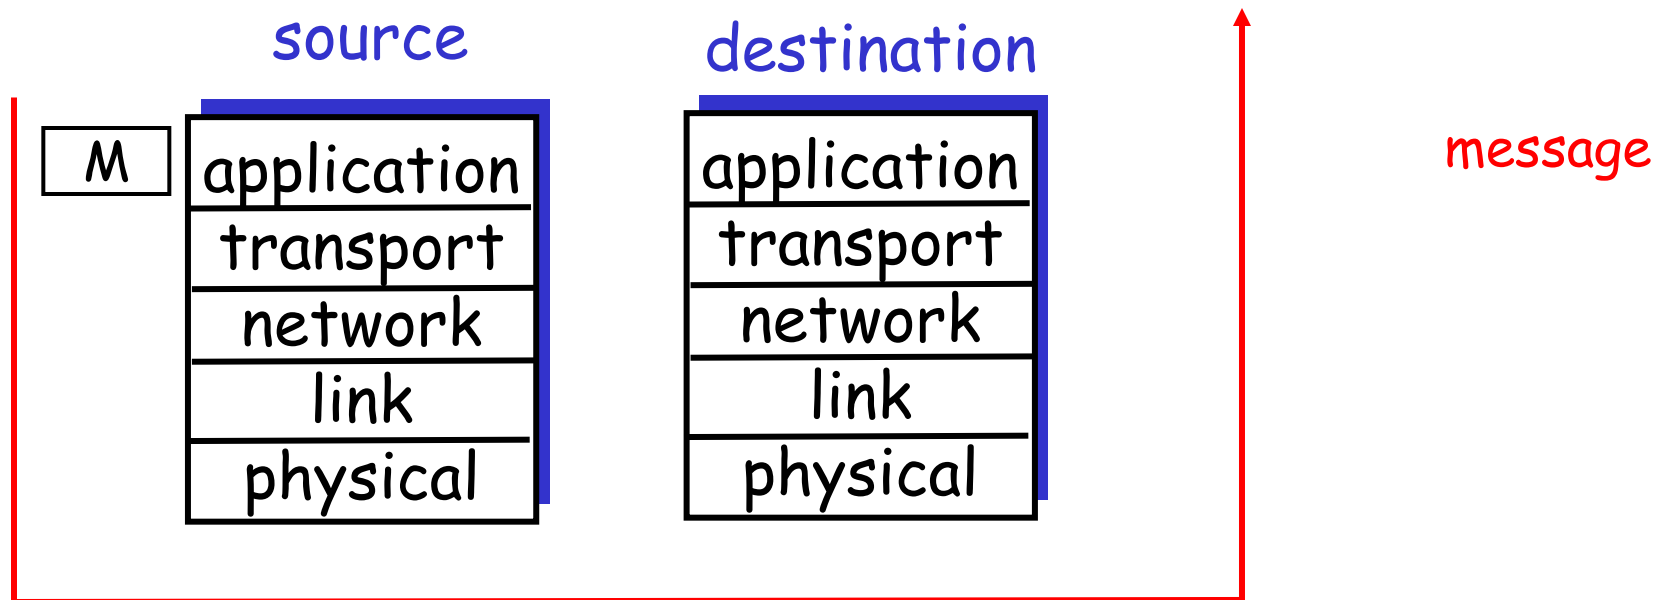 source
destination
M
application
transport
network
link
physical
application
transport
network
link
physical
message